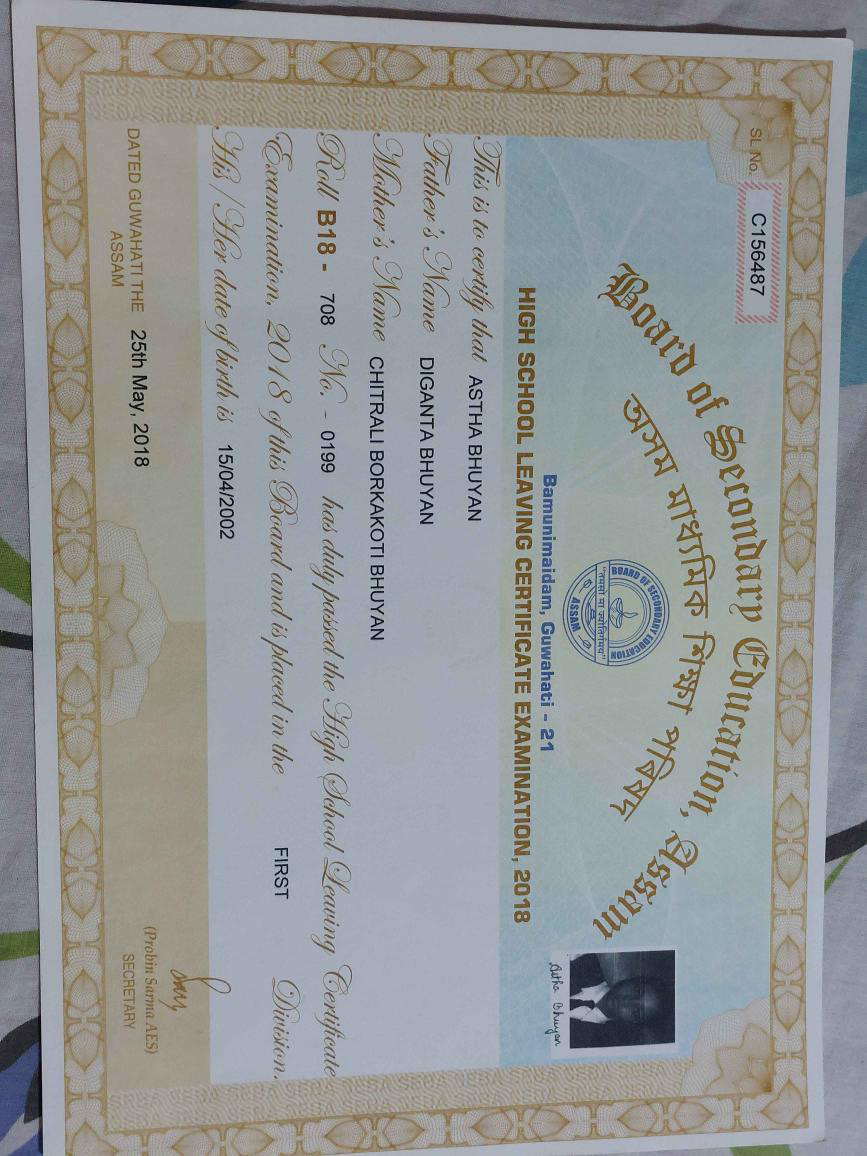 SL No. C156487
Board of Secondary Education, Assam
অসম মাধ্যমিক শিক্ষা পৰিষদ
BOARD OF SECONDARY EDUCATION
"तमसो मा ज्योतिर्गमय"
ASSAM
Bamunimaidam, Guwahati - 21
HIGH SCHOOL LEAVING CERTIFICATE EXAMINATION, 2018
Astha Bhuyan
This is to certify that ASTHA BHUYAN
Father's Name DIGANTA BHUYAN
Mother's Name CHITRALI BORKAKOTI BHUYAN
Roll B18 - 708 No. - 0199 has duly passed the High School Leaving Certificate
Examination, 2018 of this Board and is placed in the FIRST Division.
His / Her date of birth is 15/04/2002
DATED GUWAHATI THE 25th May, 2018
ASSAM
(Probin Sarma AES)
SECRETARY